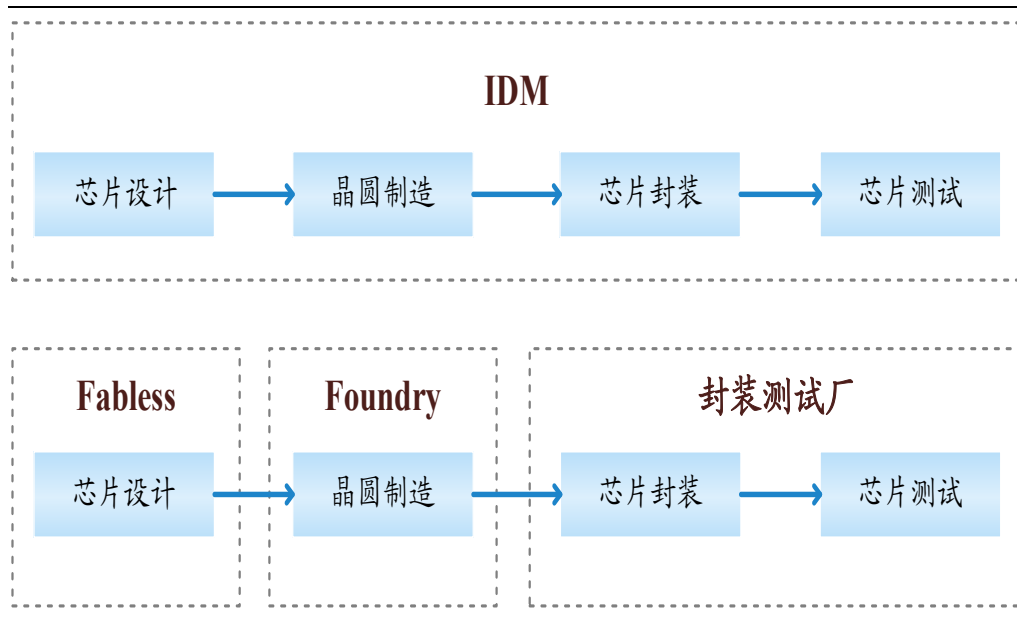 IDM
芯片设计
晶圆制造
芯片封装
芯片测试
Fabless
Foundry
封装测试厂
芯片设计
晶圆制造
芯片封装
芯片测试